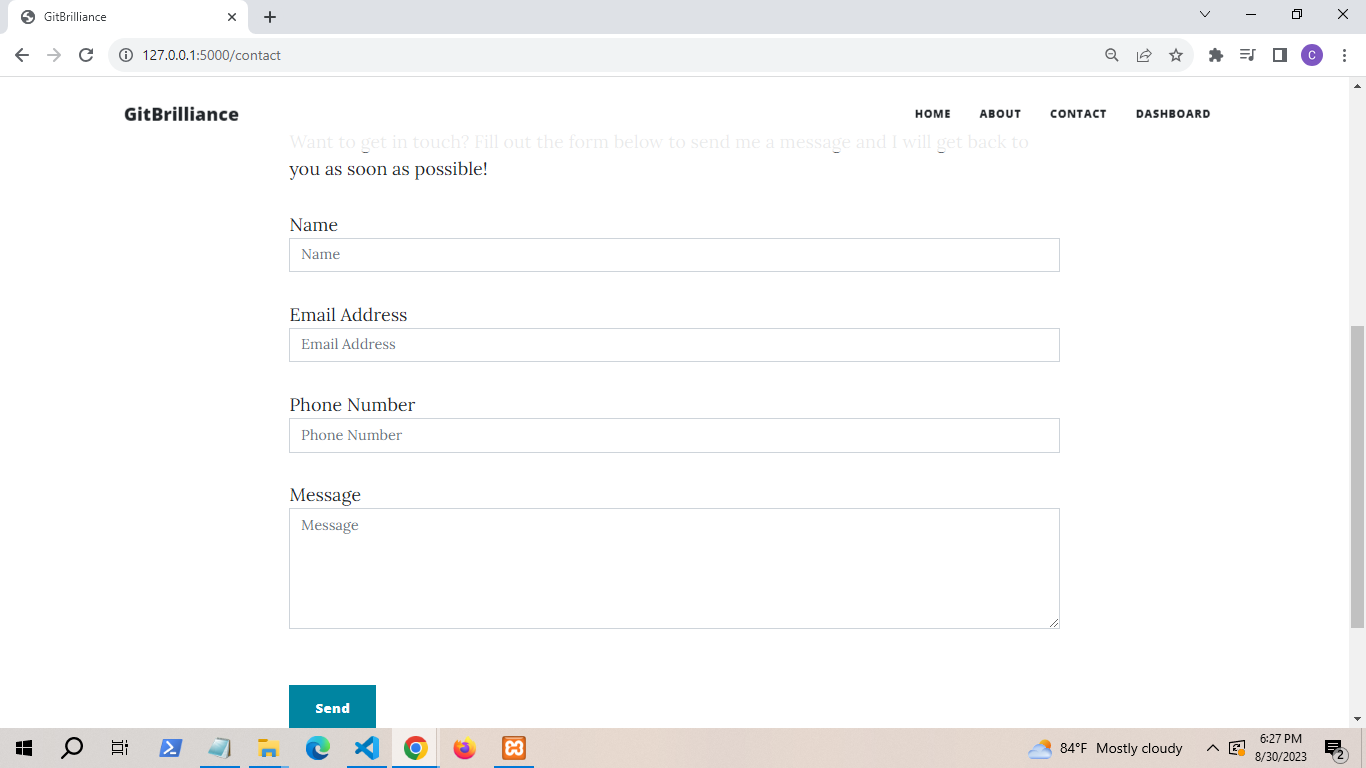 GitBrilliance
127.0.0.1:5000/contact
C
GitBrilliance
HOME ABOUT CONTACT DASHBOARD
Want to get in touch? Fill out the form below to send me a message and I will get back to
you as soon as possible!
Name
Name
Email Address
Email Address
Phone Number
Phone Number
Message
Message
Send
84°F Mostly cloudy
6:27 PM
8/30/2023
2